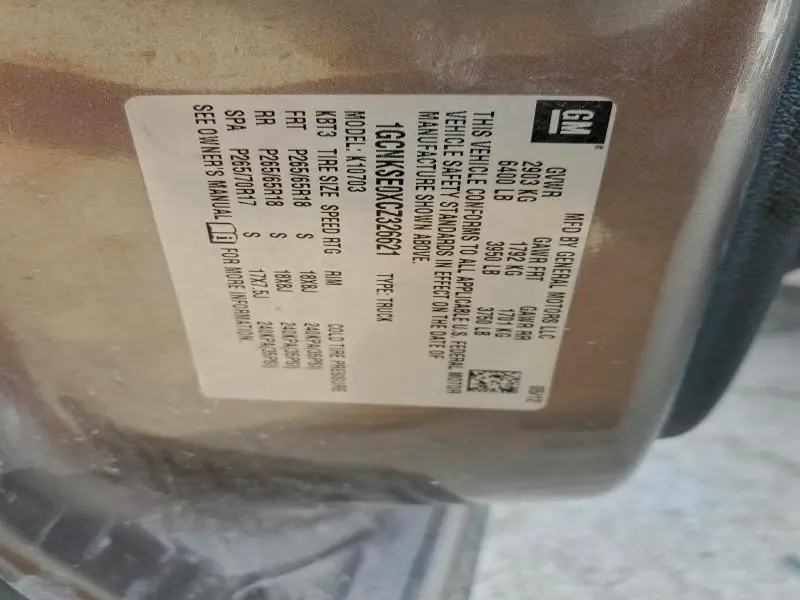 GM
MFD BY GENERAL MOTORS LLC 05/12
GVWR GAWR FRT GAWR RR
2903 KG 1792 KG 1701 KG
6400 LB 3950 LB 3750 LB
THIS VEHICLE CONFORMS TO ALL APPLICABLE U.S. FEDERAL MOTOR
VEHICLE SAFETY STANDARDS IN EFFECT ON THE DATE OF
MANUFACTURE SHOWN ABOVE.
1GCNKSE0XCZ326621 TYPE: TRUCK
MODEL: K10703
KBT3 TIRE SIZE SPEED RTG RIM COLD TIRE PRESSURE
FRT P265/65R18 S 18X8J 240KPA(35PSI)
RR P265/65R18 S 18X8J 240KPA(35PSI)
SPA P265/70R17 S 17X7.5J 240KPA(35PSI)
SEE OWNER'S MANUAL FOR MORE INFORMATION.